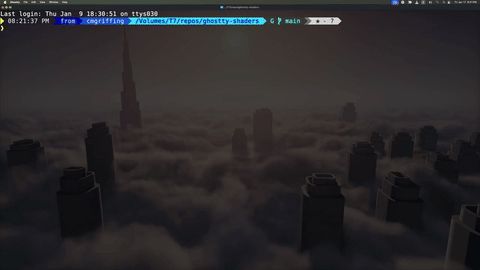 Last login: Thu Jan  9 18:30:51 on ttys030
08:21:37 PM from cmgriffing /Volumes/T7/repos/ghostty-shaders G main ★ - ?
❯